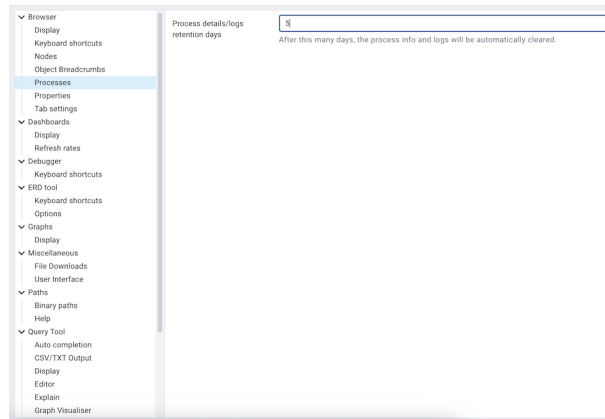 Browser
Display
Keyboard shortcuts
Nodes
Object Breadcrumbs
Processes
Properties
Tab settings
Dashboards
Display
Refresh rates
Debugger
Keyboard shortcuts
ERD tool
Keyboard shortcuts
Options
Graphs
Display
Miscellaneous
File Downloads
User Interface
Paths
Binary paths
Help
Query Tool
Auto completion
CSV/TXT Output
Display
Editor
Explain
Graph Visualiser
Process details/logs
retention days
5
After this many days, the process info and logs will be automatically cleared.